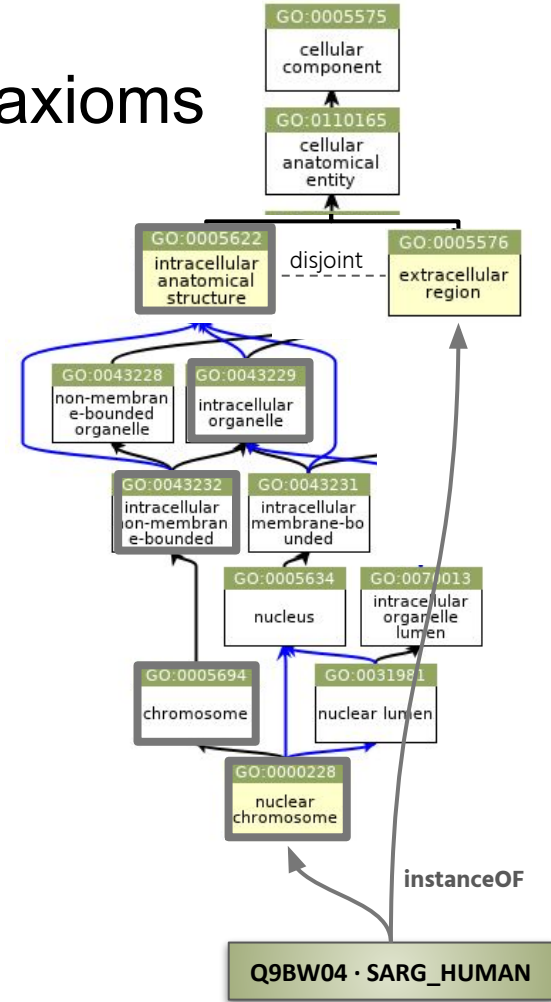 axioms
GO:0005575
cellular
component
GO:0110165
cellular
anatomical
entity
GO:0005622
intracellular
anatomical
structure
disjoint
GO:0005576
extracellular
region
GO:0043228
non-membran
e-bounded
organelle
GO:0043229
intracellular
organelle
GO:0043232
intracellular
non-membran
e-bounded
GO:0043231
intracellular
membrane-bo
unded
GO:0005634
nucleus
GO:0070013
intracellular
organelle
lumen
GO:0005694
chromosome
GO:0031981
nuclear lumen
GO:0000228
nuclear
chromosome
instanceOF
Q9BW04 · SARG_HUMAN